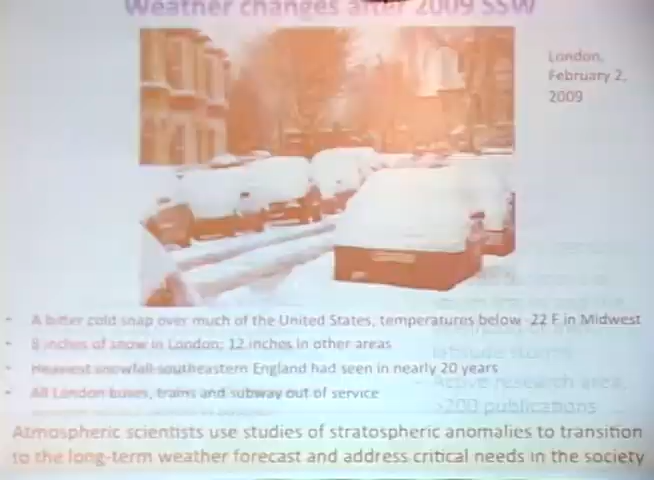 Weather changes after 2009 SSW
London,
February 2,
2009
• A bitter cold snap over much of the United States, temperatures below -22 F in Midwest
• 8 inches of snow in London; 12 inches in other areas
• Heaviest snowfall southeastern England had seen in nearly 20 years
• All London buses, trains and subway out of service
- Active research area,
>200 publications
Atmospheric scientists use studies of stratospheric anomalies to transition
to the long-term weather forecast and address critical needs in the society